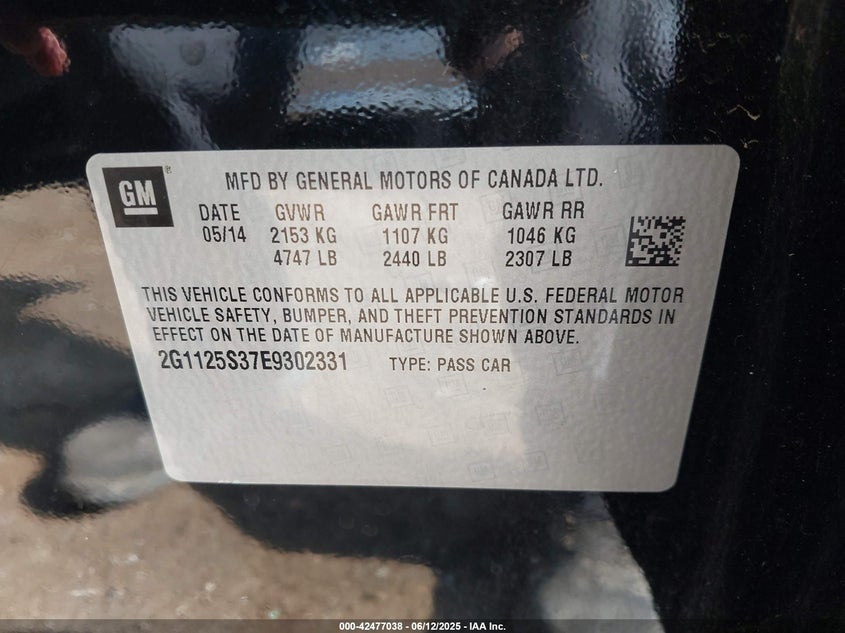 GM
MFD BY GENERAL MOTORS OF CANADA LTD.
DATE GVWR GAWR FRT GAWR RR
05/14 2153 KG 1107 KG 1046 KG
4747 LB 2440 LB 2307 LB
THIS VEHICLE CONFORMS TO ALL APPLICABLE U.S. FEDERAL MOTOR
VEHICLE SAFETY, BUMPER, AND THEFT PREVENTION STANDARDS IN
EFFECT ON THE DATE OF MANUFACTURE SHOWN ABOVE.
2G1125S37E9302331 TYPE: PASS CAR
000-42477038 - 06/12/2025 - IAA Inc.